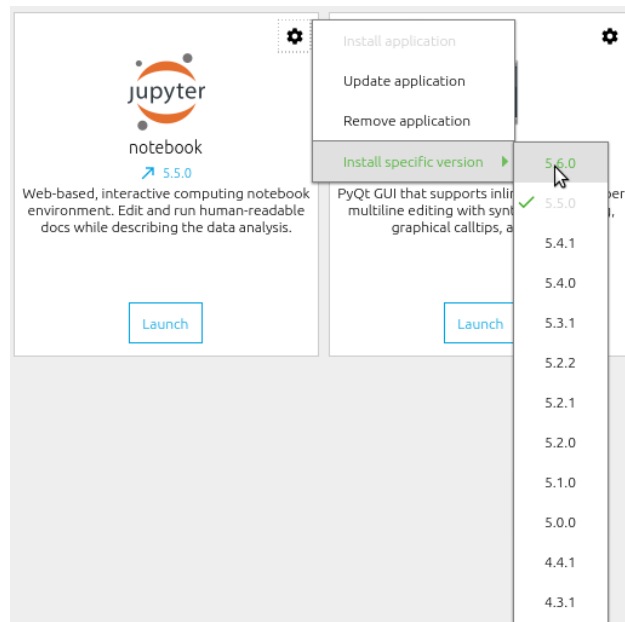 jupyter
notebook
5.5.0
Web-based, interactive computing notebook
environment. Edit and run human-readable
docs while describing the data analysis.
Launch
Install application
Update application
Remove application
Install specific version
PyQt GUI that supports
multiline editing with
graphical calltips,
Launch
5.6.0
5.5.0
5.4.1
5.4.0
5.3.1
5.2.2
5.2.1
5.2.0
5.1.0
5.0.0
4.4.1
4.3.1